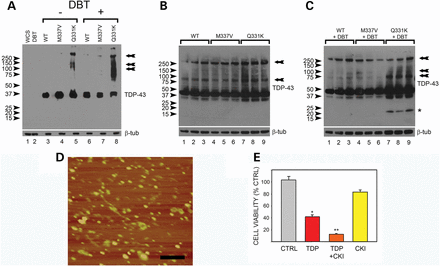 A
DBT
- +
WCS
DBT
WT
M337V
Q331K
WT
M337V
Q331K
250
150
100
75
50
37
25
20
15
TDP-43
β-tub
1 2 3 4 5 6 7 8
B
WT M337V Q331K
250
150
100
75
50
37
25
20
15
TDP-43
β-tub
1 2 3 4 5 6 7 8 9
C
WT + DBT
M337V + DBT
Q331K + DBT
250
150
100
75
50
37
25
20
15
TDP-43
*
β-tub
1 2 3 4 5 6 7 8 9
D
E
CELL VIABILITY (% CTRL)
100
80
60
40
20
0
* **
CTRL TDP TDP +CKI CKI